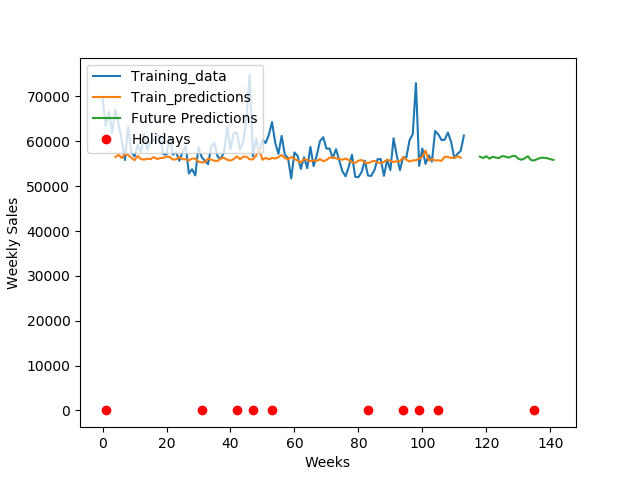 Training_data
Train_predictions
Future Predictions
Holidays
70000
60000
50000
40000
30000
20000
10000
0
Weekly Sales
0 20 40 60 80 100 120 140
Weeks